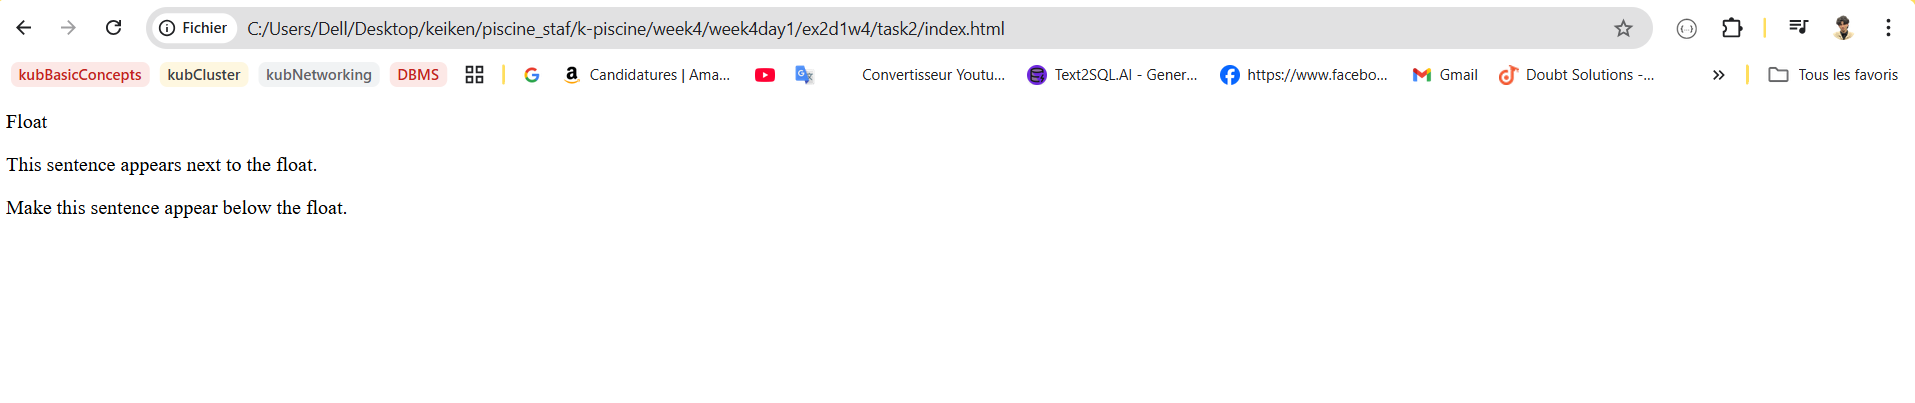 Fichier C:/Users/Dell/Desktop/keiken/piscine_staf/k-piscine/week4/week4day1/ex2d1w4/task2/index.html
kubBasicConcepts kubCluster kubNetworking DBMS Candidatures | Ama... Convertisseur Youtu... Text2SQL.AI - Gener... https://www.facebo... Gmail Doubt Solutions -... » Tous les favoris
Float
This sentence appears next to the float.
Make this sentence appear below the float.